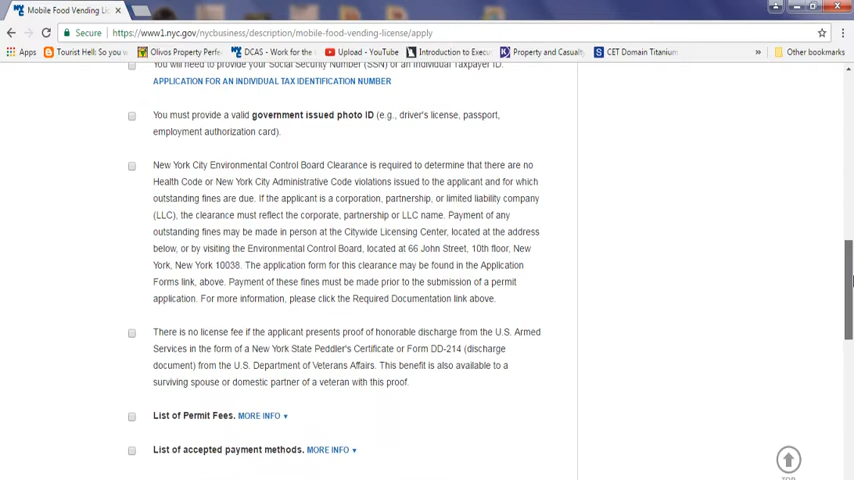 Mobile Food Vending Li
Secure https://www1.nyc.gov/nycbusiness/description/mobile-food-vending-license/apply
Apps Tourist Hell: So you w Olivos Property Perfe DCAS - Work for the Upload - YouTube Introduction to Execu Property and Casualty CET Domain Titanium » Other bookmarks
You will need to provide your Social Security Number (SSN) or an Individual Taxpayer ID.
APPLICATION FOR AN INDIVIDUAL TAX IDENTIFICATION NUMBER
You must provide a valid government issued photo ID (e.g., driver's license, passport,
employment authorization card).
New York City Environmental Control Board Clearance is required to determine that there are no
Health Code or New York City Administrative Code violations issued to the applicant and for which
outstanding fines are due. If the applicant is a corporation, partnership, or limited liability company
(LLC), the clearance must reflect the corporate, partnership or LLC name. Payment of any
outstanding fines may be made in person at the Citywide Licensing Center, located at the address
below, or by visiting the Environmental Control Board, located at 66 John Street, 10th floor, New
York, New York 10038. The application form for this clearance may be found in the Application
Forms link, above. Payment of these fines must be made prior to the submission of a permit
application. For more information, please click the Required Documentation link above.
There is no license fee if the applicant presents proof of honorable discharge from the U.S. Armed
Services in the form of a New York State Peddler's Certificate or Form DD-214 (discharge
document) from the U.S. Department of Veterans Affairs. This benefit is also available to a
surviving spouse or domestic partner of a veteran with this proof.
List of Permit Fees. MORE INFO ▾
List of accepted payment methods. MORE INFO ▾
TOP